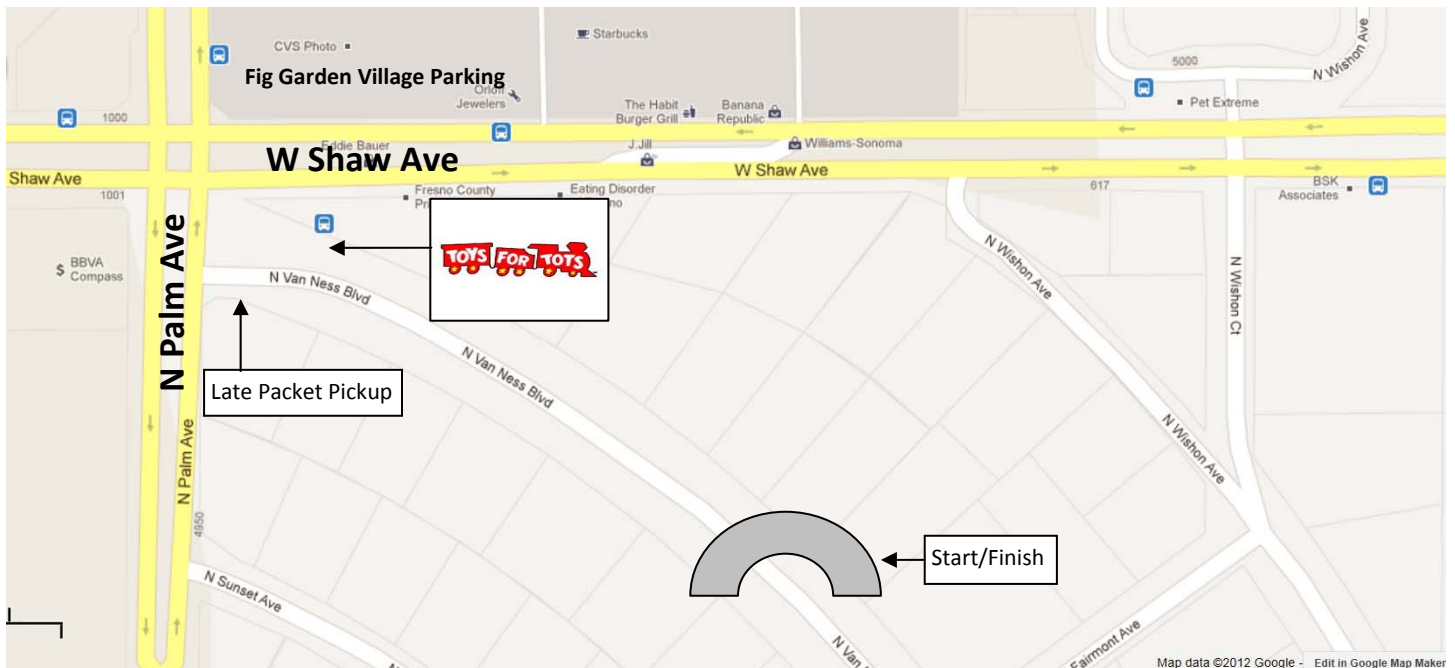 CVS Photo
Starbucks
Fig Garden Village Parking
Orloff
Jewelers
The Habit
Burger Grill
Banana
Republic
5000
N Wishon Ave
Pet Extreme
1000
Eddie Bauer
W Shaw Ave
J.Jill
Williams-Sonoma
Shaw Ave
W Shaw Ave
1001
Fresno County
Eating Disorder
617
BSK
Associates
BBVA
Compass
N Palm Ave
TOYS FOR TOTS
N Van Ness Blvd
N Wishon Ave
N Wishon Ct
N Van Ness Blvd
Late Packet Pickup
N Palm Ave
N Wishon Ave
4950
Start/Finish
N Sunset Ave
N Van
Fairmont Ave
Map data ©2012 Google -
Edit in Google Map Maker